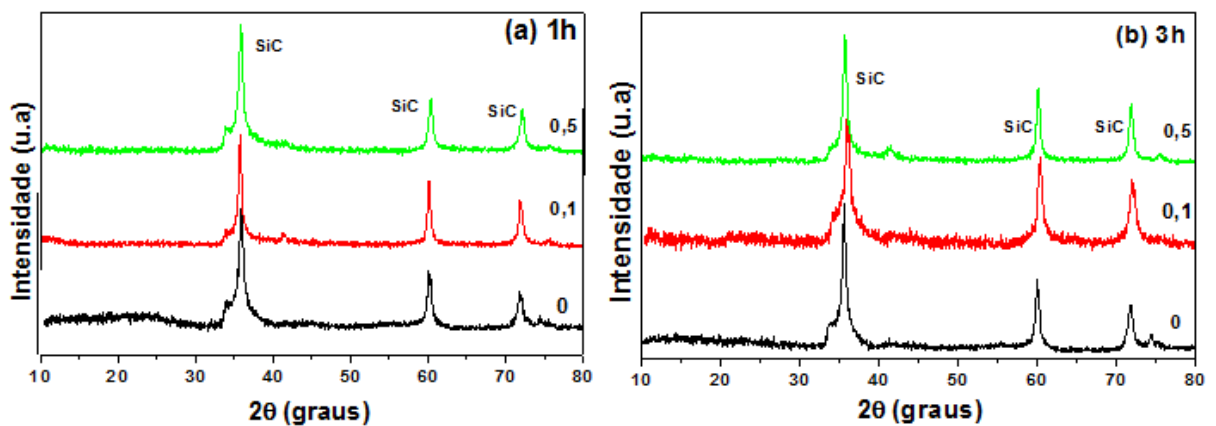 (a) 1h
SiC
SiC
SiC
0,5
0,1
0
Intensidade (u.a)
10 20 30 40 50 60 70 80
2θ (graus)
(b) 3h
SiC
SiC
SiC
0,5
0,1
0
Intensidade (u.a)
10 20 30 40 50 60 70 80
2θ (graus)